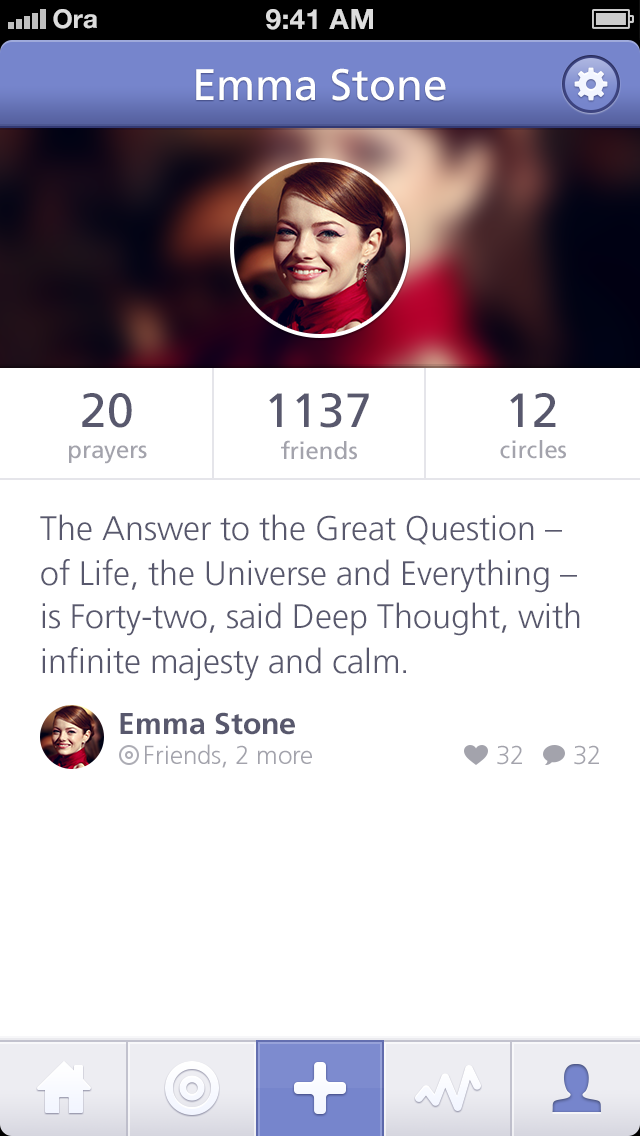 Ora 9:41 AM
Emma Stone
20 1137 12
prayers friends circles
The Answer to the Great Question –
of Life, the Universe and Everything –
is Forty-two, said Deep Thought, with
infinite majesty and calm.
Emma Stone
Friends, 2 more 32 32